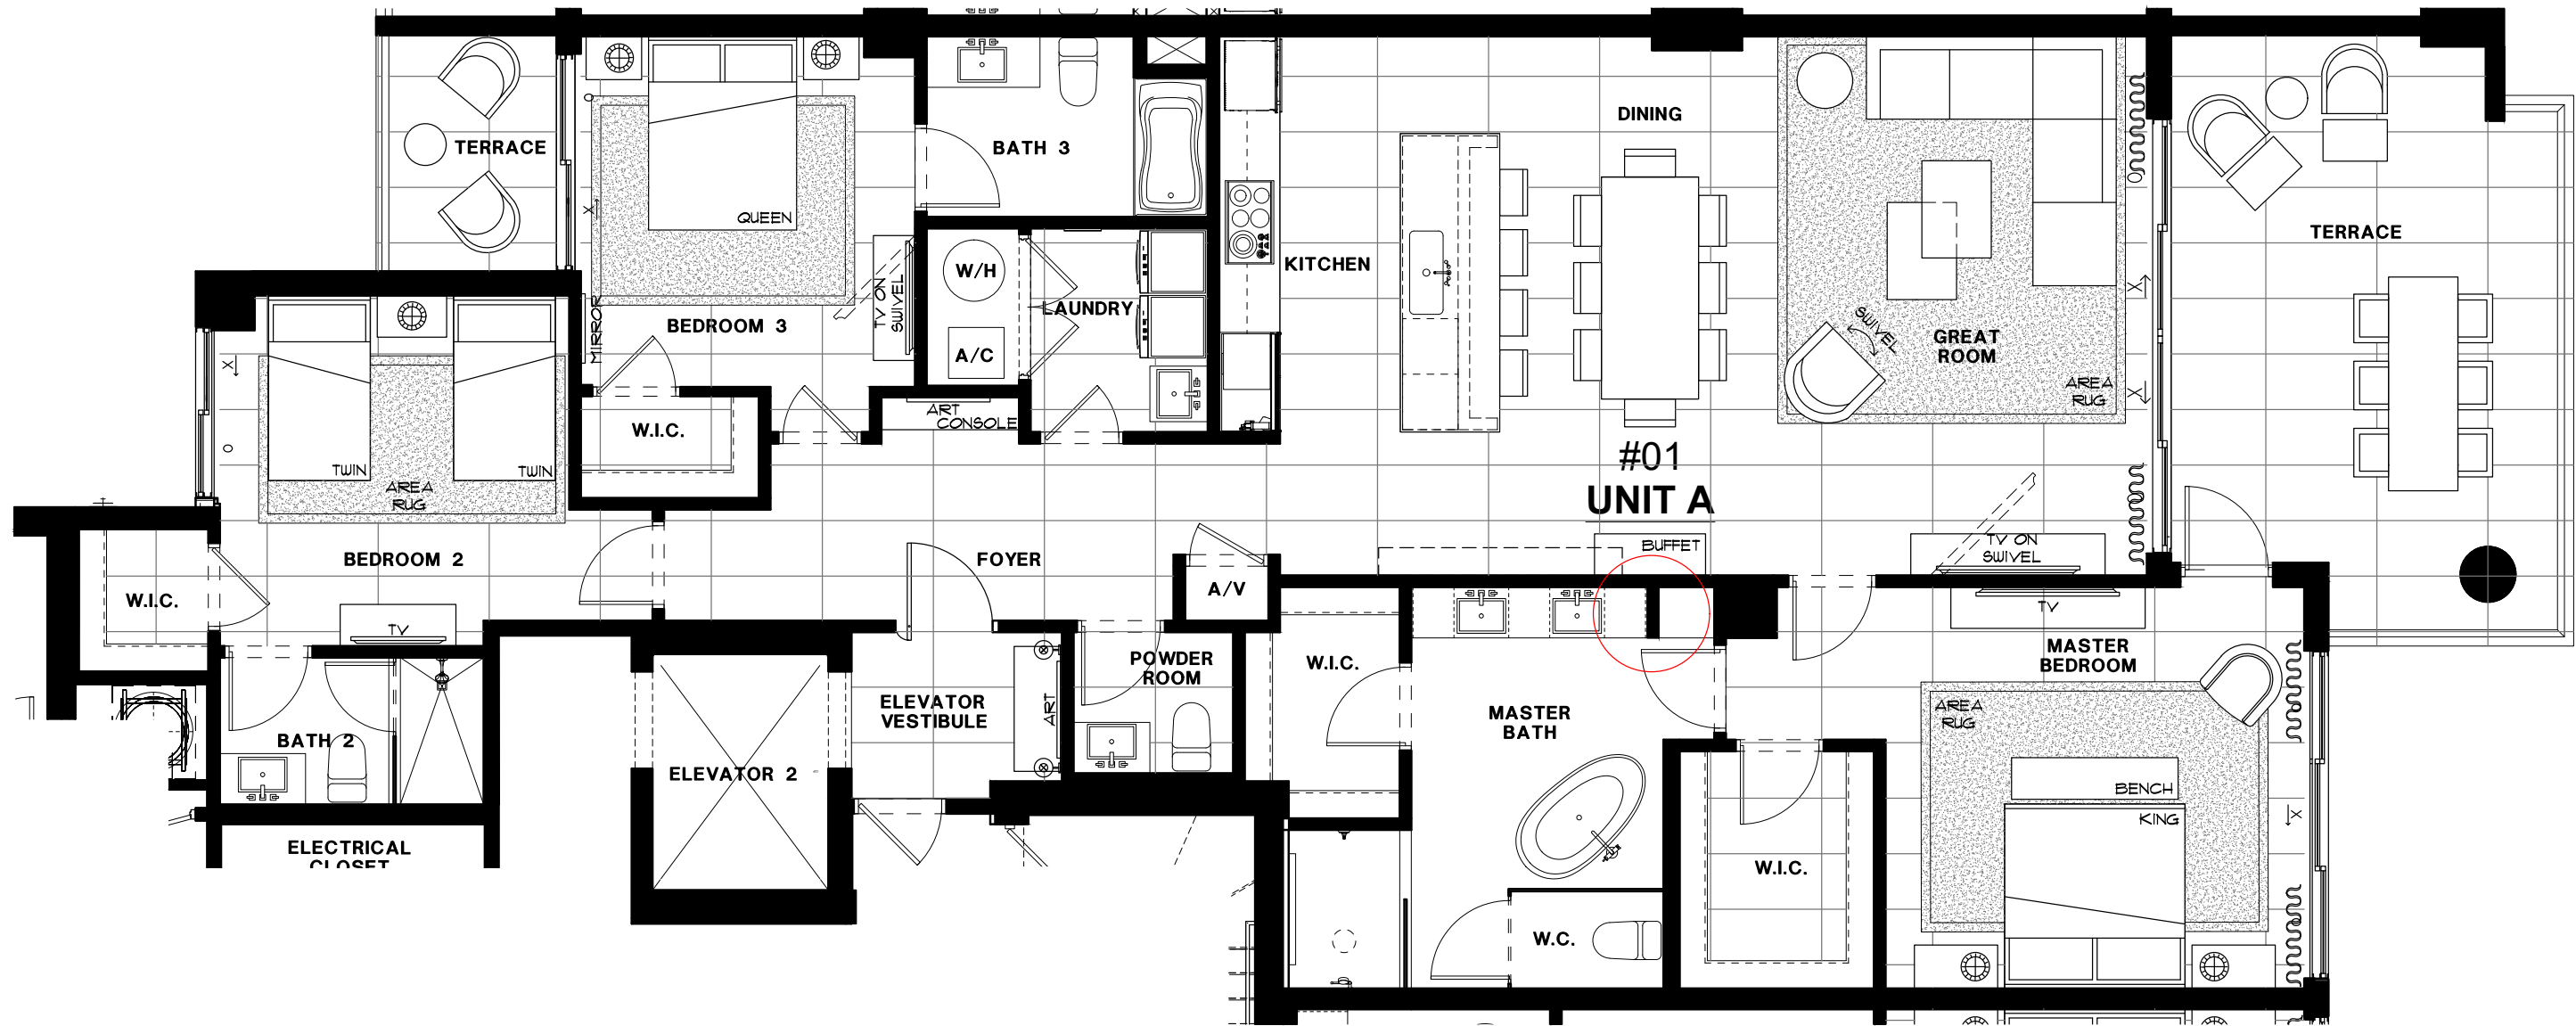 TERRACE
QUEEN
BATH 3
DINING
KITCHEN
TERRACE
W/H
LAUNDRY
A/C
TV ON
SWIVEL
MIRROR
BEDROOM 3
SWIVEL
GREAT
ROOM
AREA
RUG
ART
CONSOLE
W.I.C.
TWIN
TWIN
AREA
RUG
#01
UNIT A
BEDROOM 2
FOYER
BUFFET
TV ON
SWIVEL
A/V
W.I.C.
TV
TV
MASTER
BEDROOM
POWDER
ROOM
W.I.C.
ELEVATOR
VESTIBULE
ART
MASTER
BATH
AREA
RUG
BATH 2
ELEVATOR 2
BENCH
KING
ELECTRICAL
CLOSET
W.I.C.
W.C.
X
X
X
X
X